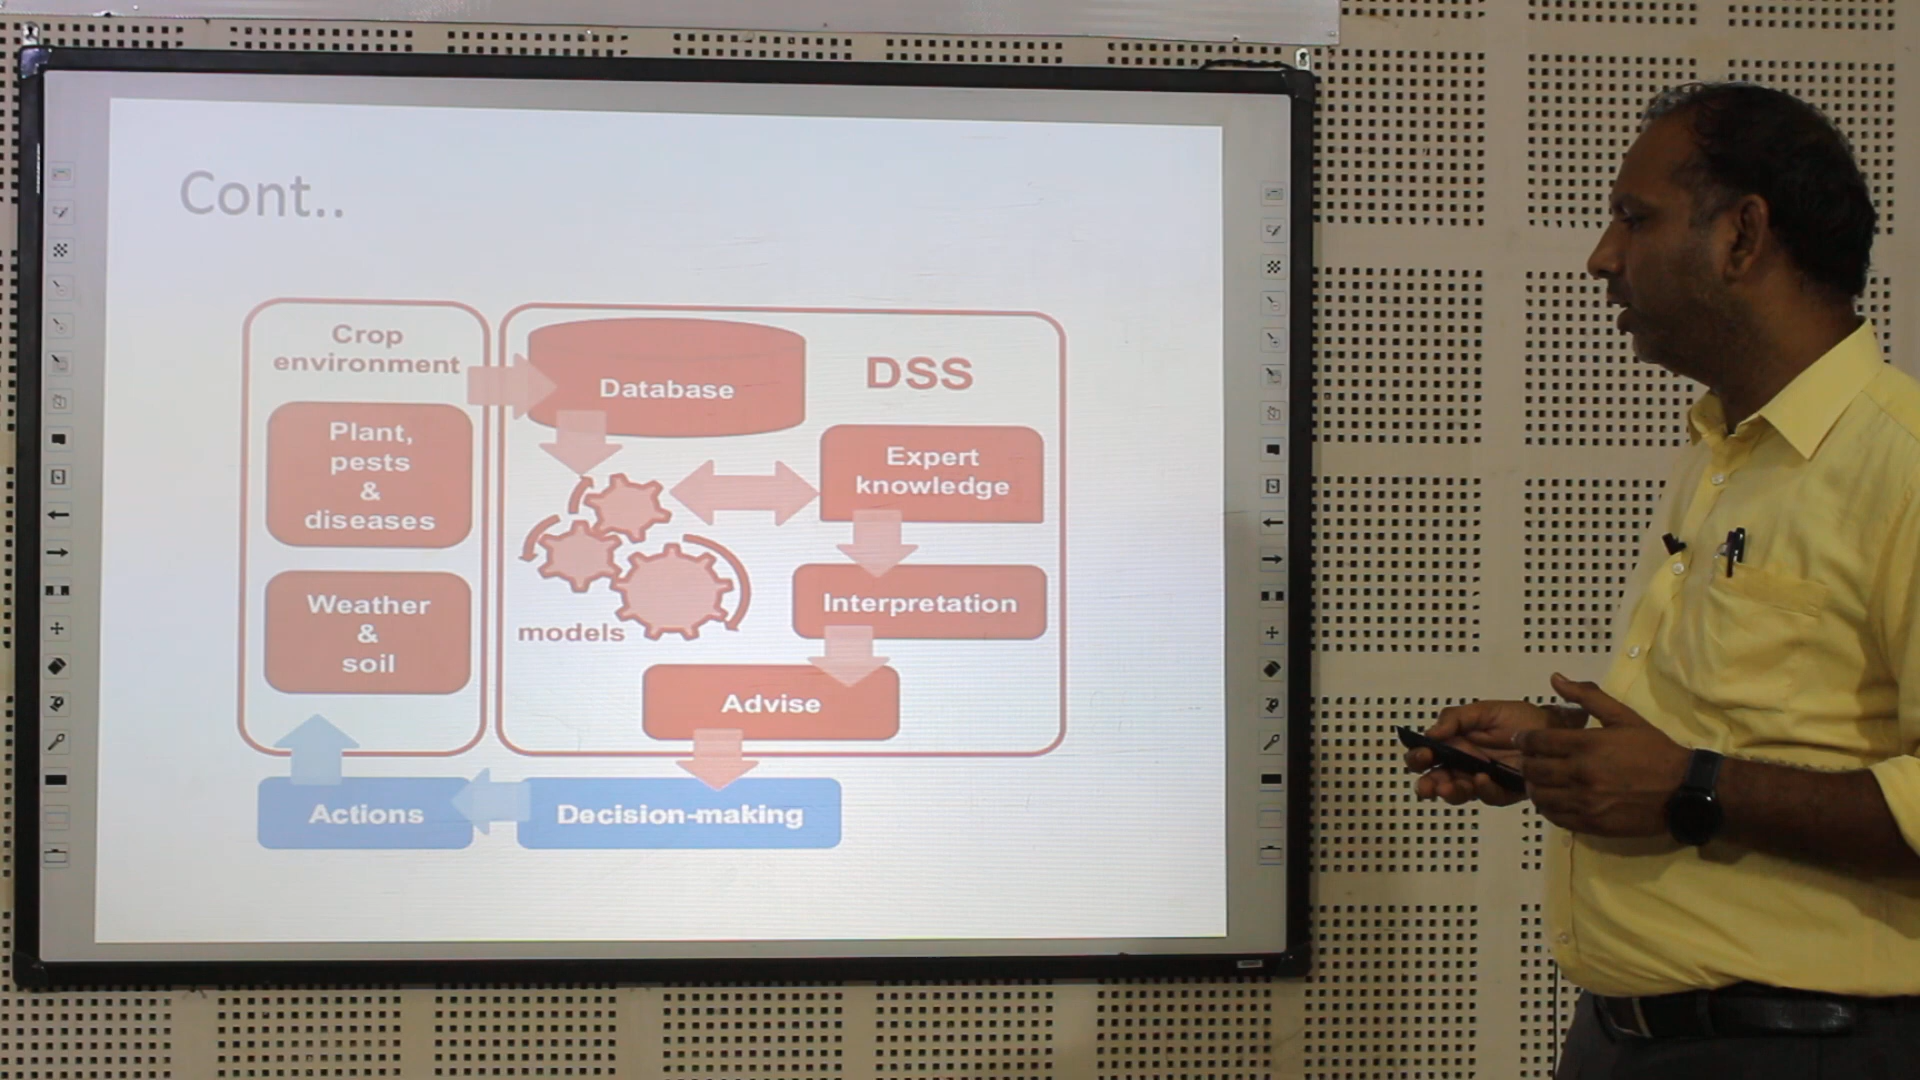 Cont..
Crop
environment
Plant,
pests
&
diseases
Weather
&
soil
Database
DSS
Expert
knowledge
models
Interpretation
Advise
Decision-making
Actions